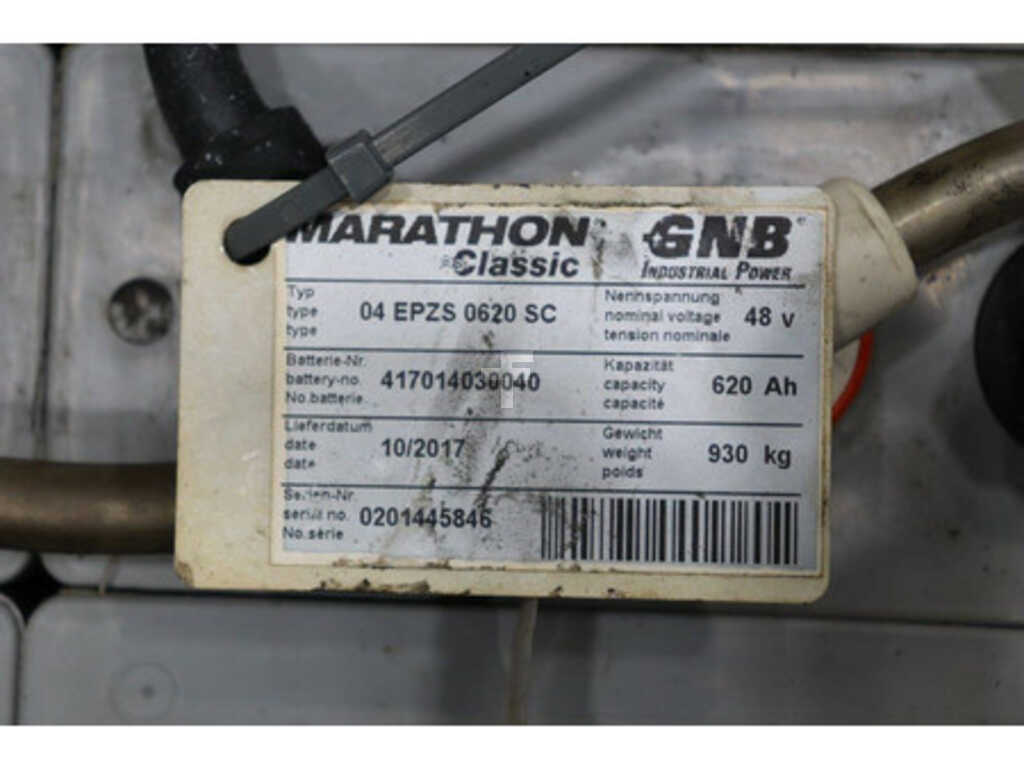 MARATHON GNB
Classic INDUSTRIAL POWER
Typ
type 04 EPZS 0620 SC
type
Nennspannung
nominal voltage 48 V
tension nominale
Batterie-Nr.
battery-no. 417014030040
No.batterie
Kapazität
capacity 620 Ah
capacité
Lieferdatum
date 10/2017
date
Gewicht
weight 930 kg
poids
Serien-Nr.
serial no. 0201445846
No.série